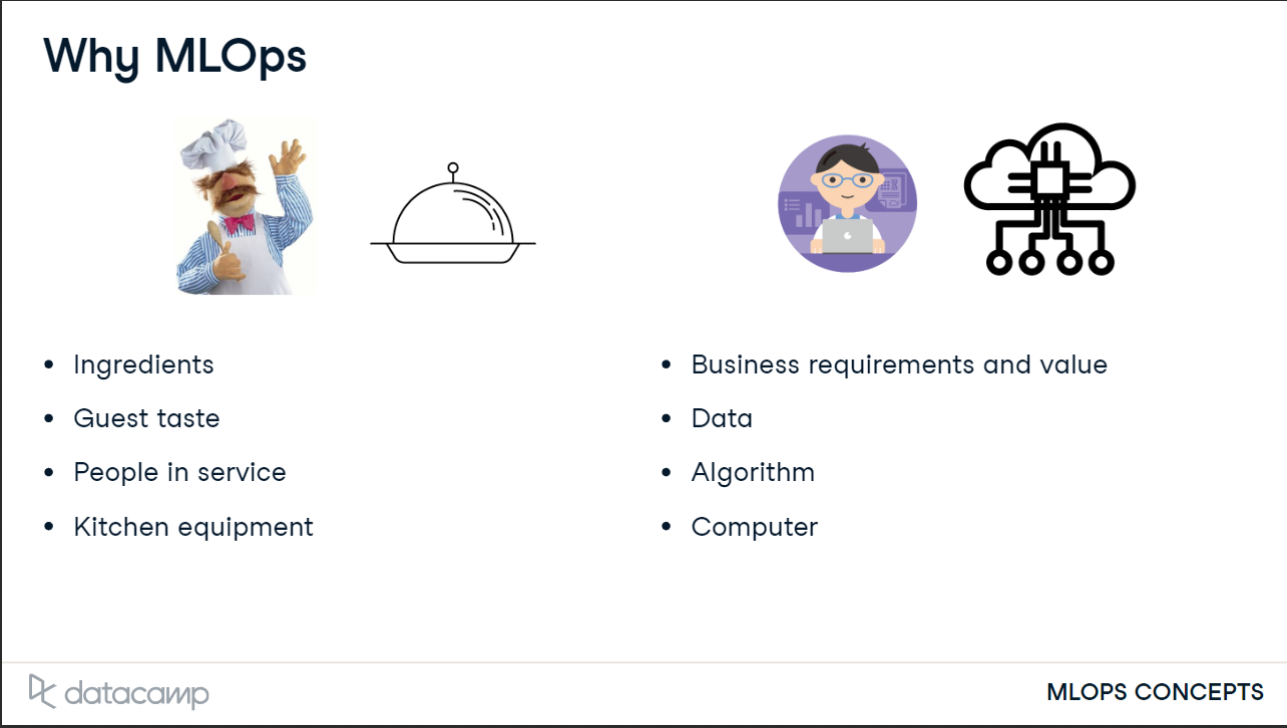 Why MLOps
• Ingredients
• Guest taste
• People in service
• Kitchen equipment
• Business requirements and value
• Data
• Algorithm
• Computer
datacamp
MLOPS CONCEPTS